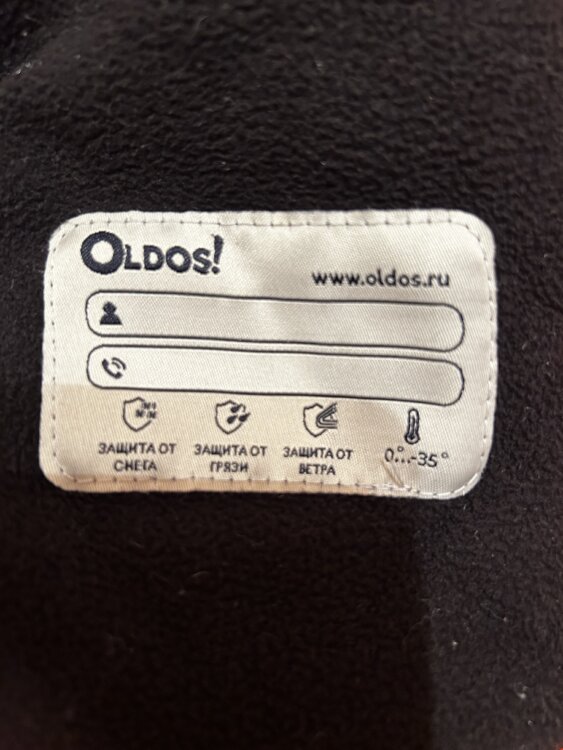 OLDOS!
www.oldos.ru
ЗАЩИТА ОТ
СНЕГА
ЗАЩИТА ОТ
ГРЯЗИ
ЗАЩИТА ОТ
ВЕТРА
0°...-35°